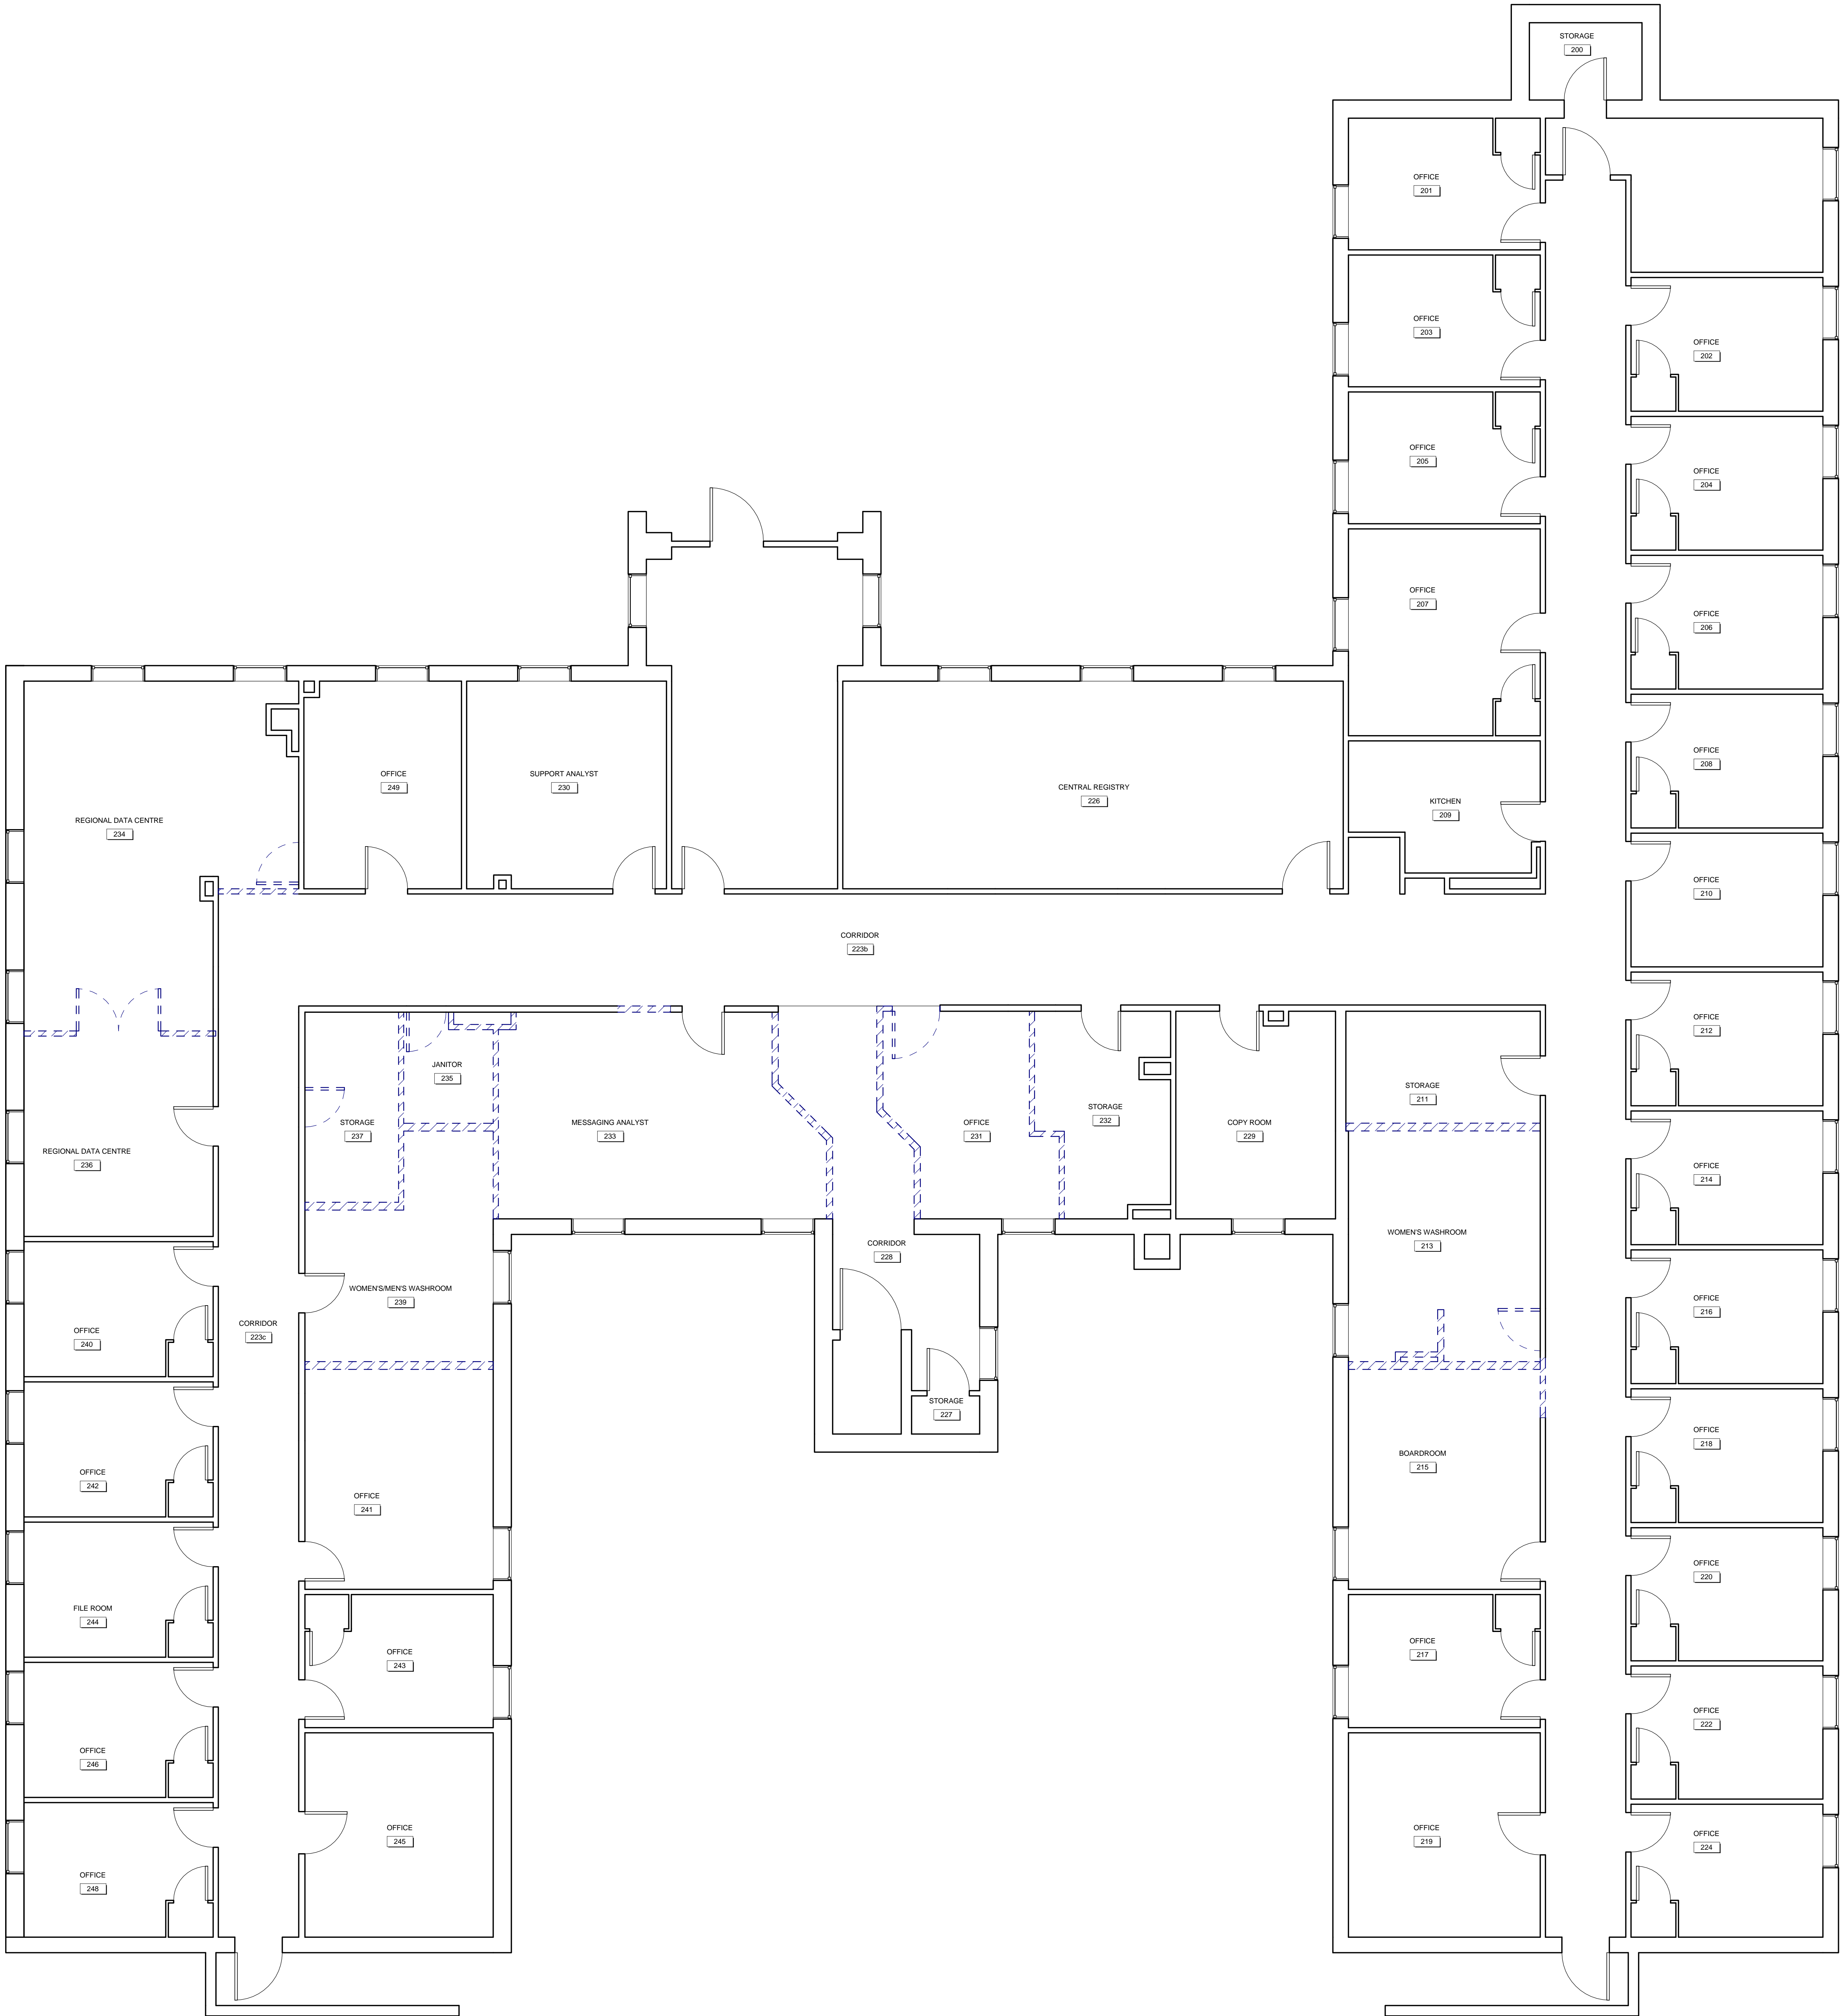 STORAGE
200
OFFICE
201
OFFICE
203
OFFICE
202
OFFICE
205
OFFICE
204
OFFICE
207
OFFICE
206
OFFICE
208
OFFICE
249
SUPPORT ANALYST
230
CENTRAL REGISTRY
226
KITCHEN
209
REGIONAL DATA CENTRE
234
OFFICE
210
CORRIDOR
223b
OFFICE
212
JANITOR
235
STORAGE
211
STORAGE
237
MESSAGING ANALYST
233
OFFICE
231
STORAGE
232
COPY ROOM
229
REGIONAL DATA CENTRE
236
OFFICE
214
WOMEN'S WASHROOM
213
CORRIDOR
228
WOMEN'S/MEN'S WASHROOM
239
OFFICE
216
CORRIDOR
223c
OFFICE
240
STORAGE
227
OFFICE
218
BOARDROOM
215
OFFICE
242
OFFICE
241
OFFICE
220
FILE ROOM
244
OFFICE
243
OFFICE
217
OFFICE
222
OFFICE
246
OFFICE
245
OFFICE
219
OFFICE
224
OFFICE
248